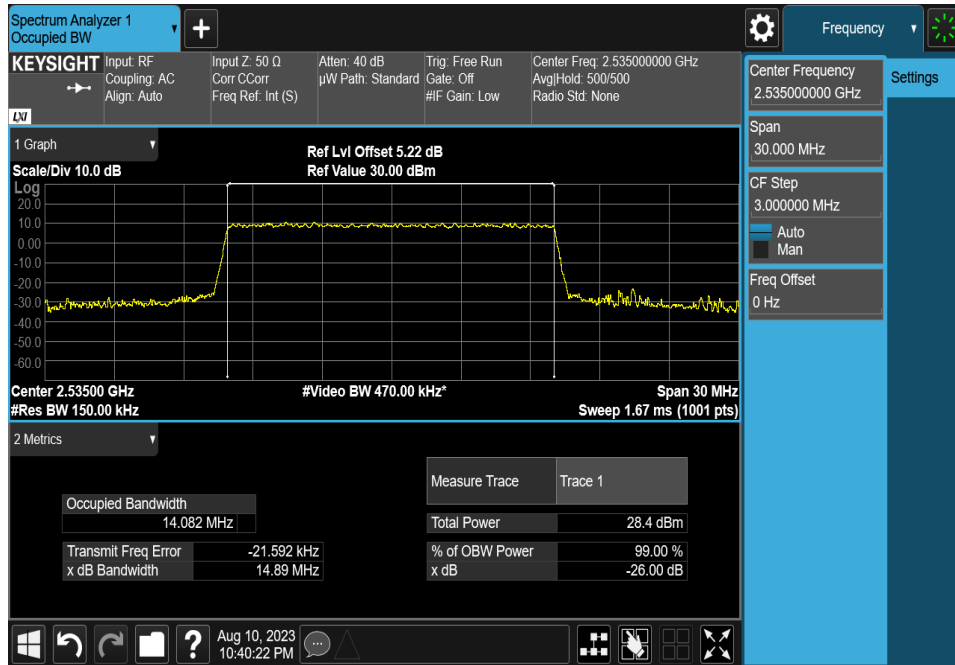 Spectrum Analyzer 1
Occupied BW
Frequency
KEYSIGHT
LXI
Input: RF
Coupling: AC
Align: Auto
Input Z: 50 Ω
Corr CCorr
Freq Ref: Int (S)
Atten: 40 dB
µW Path: Standard
Trig: Free Run
Gate: Off
#IF Gain: Low
Center Freq: 2.535000000 GHz
Avg|Hold: 500/500
Radio Std: None
Center Frequency
2.535000000 GHz
Settings
Span
30.000 MHz
CF Step
3.000000 MHz
Auto
Man
Freq Offset
0 Hz
1 Graph
Scale/Div 10.0 dB
Ref Lvl Offset 5.22 dB
Ref Value 30.00 dBm
Log
20.0
10.0
0.00
-10.0
-20.0
-30.0
-40.0
-50.0
-60.0
Center 2.53500 GHz
#Video BW 470.00 kHz*
Span 30 MHz
#Res BW 150.00 kHz
Sweep 1.67 ms (1001 pts)
2 Metrics
Measure Trace
Trace 1
Occupied Bandwidth
14.082 MHz
Total Power
28.4 dBm
Transmit Freq Error
-21.592 kHz
% of OBW Power
99.00 %
x dB Bandwidth
14.89 MHz
x dB
-26.00 dB
?
Aug 10, 2023
10:40:22 PM